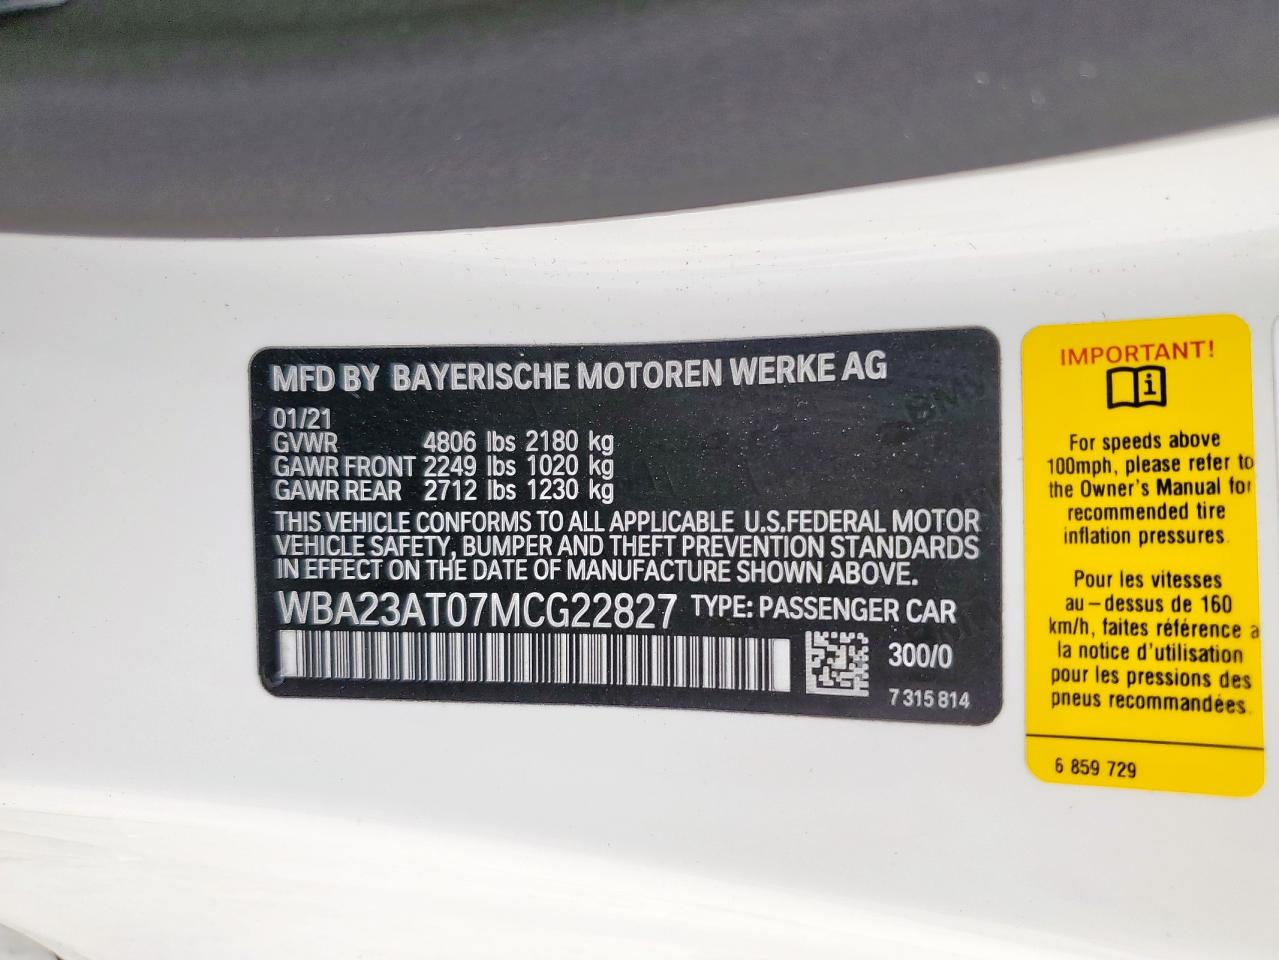 MFD BY BAYERISCHE MOTOREN WERKE AG
01/21
GVWR 4806 lbs 2180 kg
GAWR FRONT 2249 lbs 1020 kg
GAWR REAR 2712 lbs 1230 kg
THIS VEHICLE CONFORMS TO ALL APPLICABLE U.S.FEDERAL MOTOR
VEHICLE SAFETY, BUMPER AND THEFT PREVENTION STANDARDS
IN EFFECT ON THE DATE OF MANUFACTURE SHOWN ABOVE.
WBA23AT07MCG22827 TYPE: PASSENGER CAR
300/0
7 315 814
IMPORTANT!
For speeds above
100mph, please refer to
the Owner's Manual for
recommended tire
inflation pressures.
Pour les vitesses
au-dessus de 160
km/h, faites référence a
la notice d'utilisation
pour les pressions des
pneus recommandées.
6 859 729